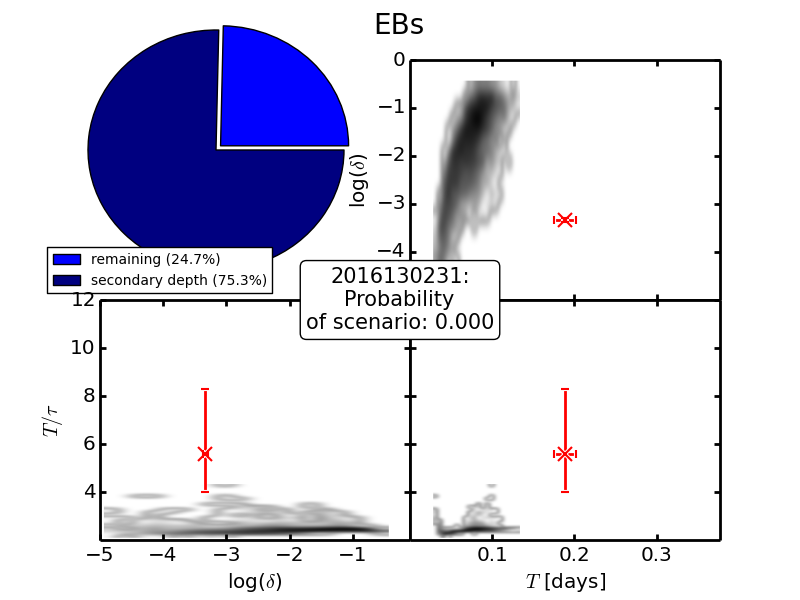 EBs
0
−1
−2
−3
−4
log(δ)
remaining (24.7%)
secondary depth (75.3%)
2016130231:
Probability
of scenario: 0.000
12
10
8
6
4
T/τ
−5
−4
−3
−2
−1
log(δ)
0.1
0.2
0.3
T [days]